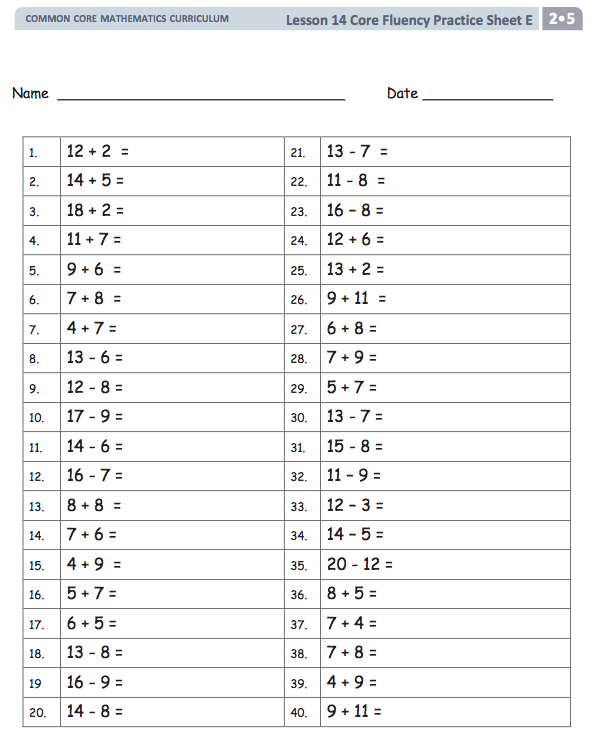 COMMON CORE MATHEMATICS CURRICULUM
Lesson 14 Core Fluency Practice Sheet E
2•5
Name
Date
1. 12 + 2 =
2. 14 + 5 =
3. 18 + 2 =
4. 11 + 7 =
5. 9 + 6 =
6. 7 + 8 =
7. 4 + 7 =
8. 13 - 6 =
9. 12 - 8 =
10. 17 - 9 =
11. 14 - 6 =
12. 16 - 7 =
13. 8 + 8 =
14. 7 + 6 =
15. 4 + 9 =
16. 5 + 7 =
17. 6 + 5 =
18. 13 - 8 =
19 16 - 9 =
20. 14 - 8 =
21. 13 - 7 =
22. 11 - 8 =
23. 16 - 8 =
24. 12 + 6 =
25. 13 + 2 =
26. 9 + 11 =
27. 6 + 8 =
28. 7 + 9 =
29. 5 + 7 =
30. 13 - 7 =
31. 15 - 8 =
32. 11 - 9 =
33. 12 - 3 =
34. 14 - 5 =
35. 20 - 12 =
36. 8 + 5 =
37. 7 + 4 =
38. 7 + 8 =
39. 4 + 9 =
40. 9 + 11 =